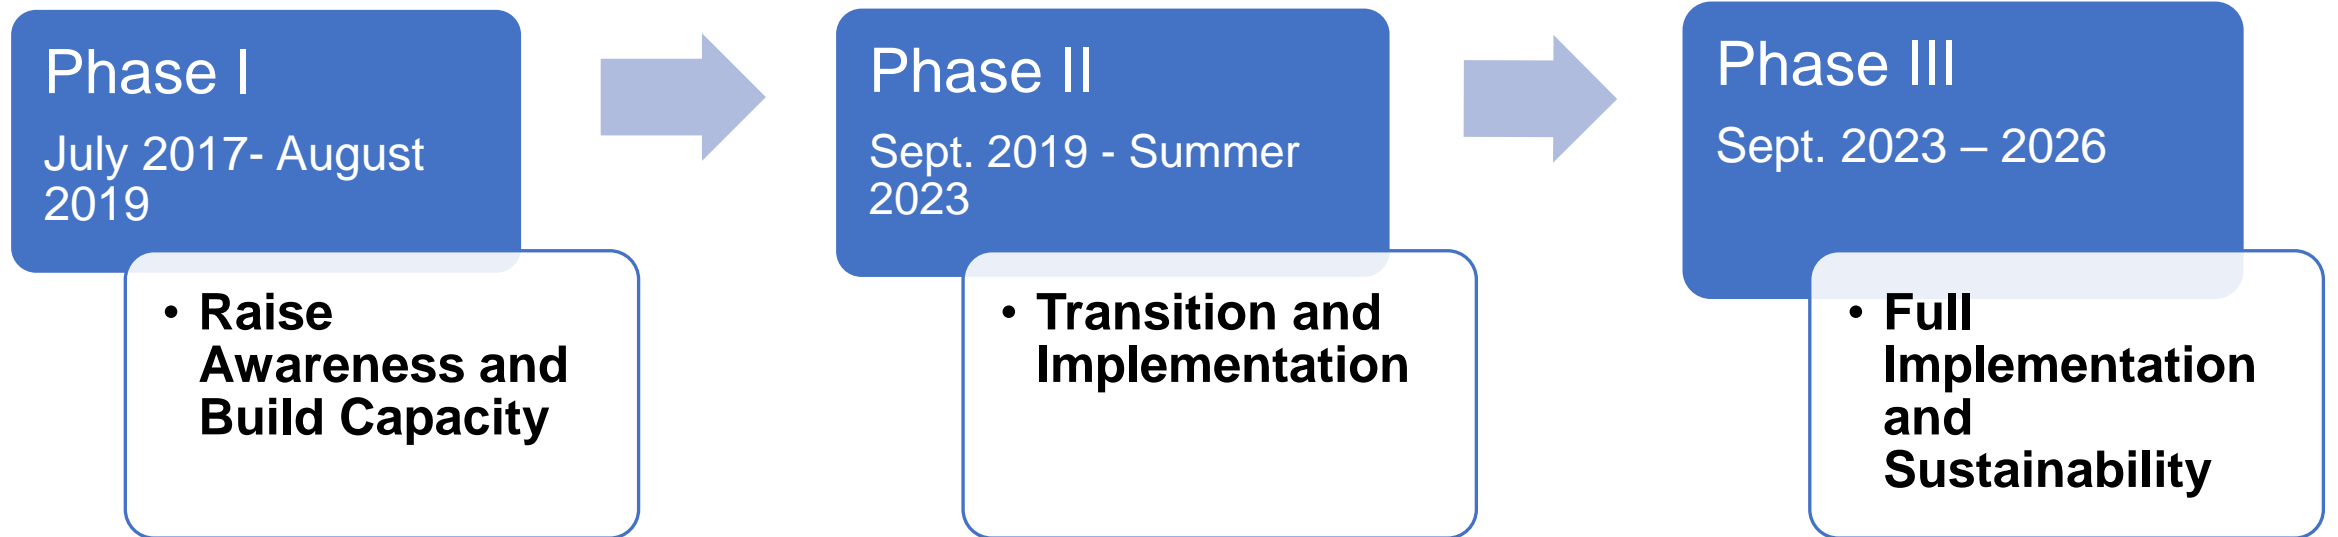 Phase I
July 2017- August
2019
• Raise
Awareness and
Build Capacity
Phase II
Sept. 2019 - Summer
2023
• Transition and
Implementation
Phase III
Sept. 2023 – 2026
• Full
Implementation
and
Sustainability